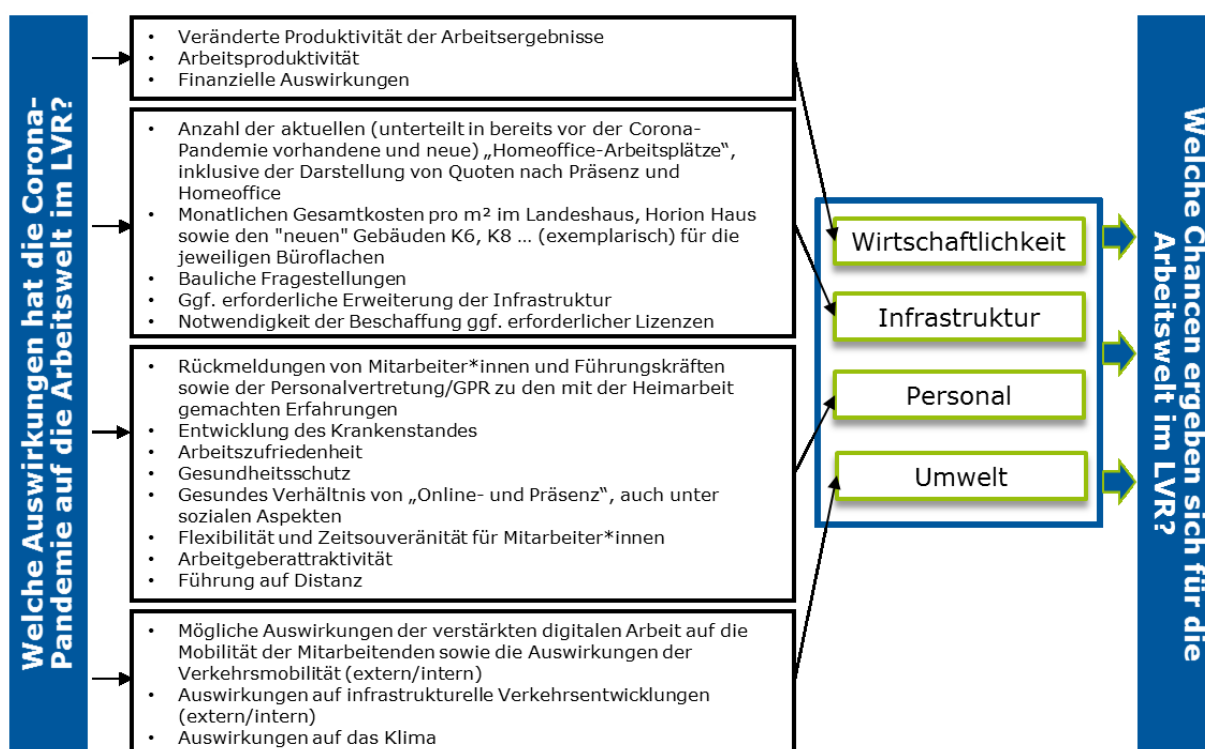 Welche Auswirkungen hat die Corona-
Pandemie auf die Arbeitswelt im LVR?
• Veränderte Produktivität der Arbeitsergebnisse
• Arbeitsproduktivität
• Finanzielle Auswirkungen
• Anzahl der aktuellen (unterteilt in bereits vor der Corona-
Pandemie vorhandene und neue) „Homeoffice-Arbeitsplätze“,
inklusive der Darstellung von Quoten nach Präsenz und
Homeoffice
• Monatlichen Gesamtkosten pro m² im Landeshaus, Horion Haus
sowie den "neuen" Gebäuden K6, K8 ... (exemplarisch) für die
jeweiligen Büroflachen
• Bauliche Fragestellungen
• Ggf. erforderliche Erweiterung der Infrastruktur
• Notwendigkeit der Beschaffung ggf. erforderlicher Lizenzen
• Rückmeldungen von Mitarbeiter*innen und Führungskräften
sowie der Personalvertretung/GPR zu den mit der Heimarbeit
gemachten Erfahrungen
• Entwicklung des Krankenstandes
• Arbeitszufriedenheit
• Gesundheitsschutz
• Gesundes Verhältnis von „Online- und Präsenz“, auch unter
sozialen Aspekten
• Flexibilität und Zeitsouveränität für Mitarbeiter*innen
• Arbeitgeberattraktivität
• Führung auf Distanz
• Mögliche Auswirkungen der verstärkten digitalen Arbeit auf die
Mobilität der Mitarbeitenden sowie die Auswirkungen der
Verkehrsmobilität (extern/intern)
• Auswirkungen auf infrastrukturelle Verkehrsentwicklungen
(extern/intern)
• Auswirkungen auf das Klima
Wirtschaftlichkeit
Infrastruktur
Personal
Umwelt
Welche Chancen ergeben sich für die
Arbeitswelt im LVR?